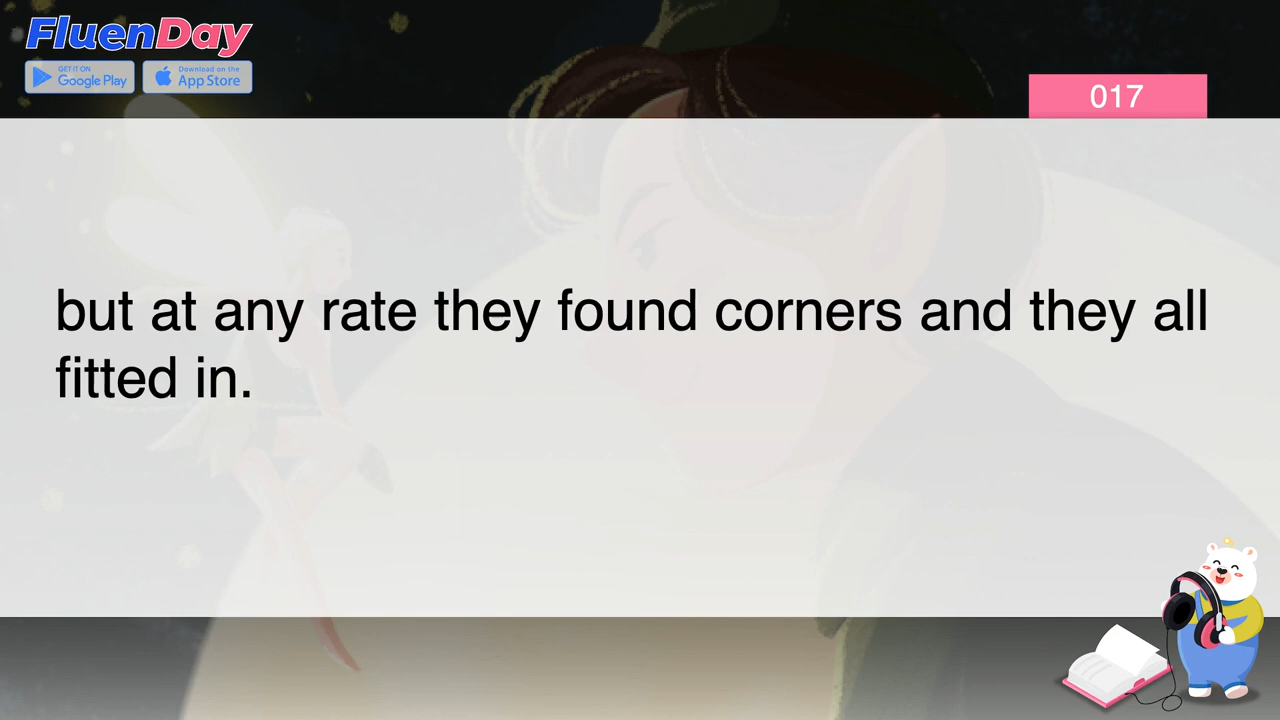 FluenDay
GET IT ON
Google Play
Download on the
App Store
017
but at any rate they found corners and they all
fitted in.